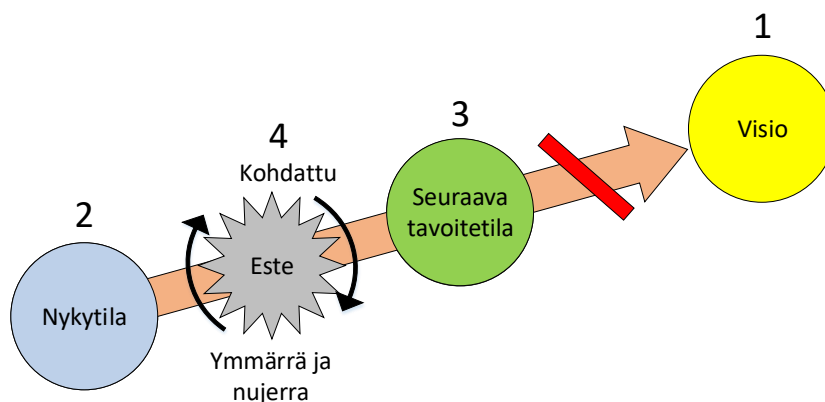 1
Visio
3
Seuraava
tavoitetila
4
Kohdattu
Este
Ymmärrä ja
nujerra
2
Nykytila